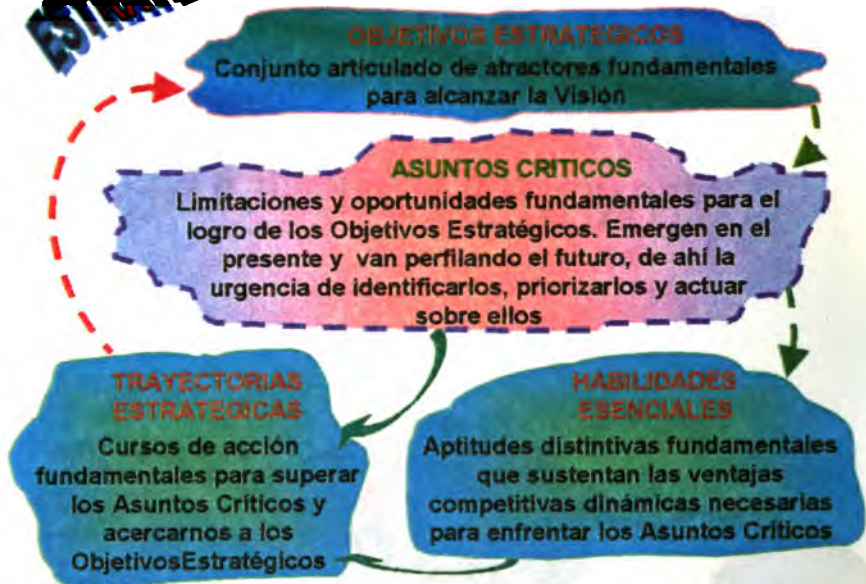 OBJETIVOS ESTRATEGICOS
Conjunto articulado de atractores fundamentales
para alcanzar la Visión
ASUNTOS CRITICOS
Limitaciones y oportunidades fundamentales para el
logro de los Objetivos Estratégicos. Emergen en el
presente y van perfilando el futuro, de ahí la
urgencia de identificarlos, priorizarlos y actuar
sobre ellos
TRAYECTORIAS
ESTRATEGICAS
Cursos de acción
fundamentales para superar
los Asuntos Críticos y
acercarnos a los
ObjetivosEstratégicos
HABILIDADES
ESENCIALES
Aptitudes distintivas fundamentales
que sustentan las ventajas
competitivas dinámicas necesarias
para enfrentar los Asuntos Críticos